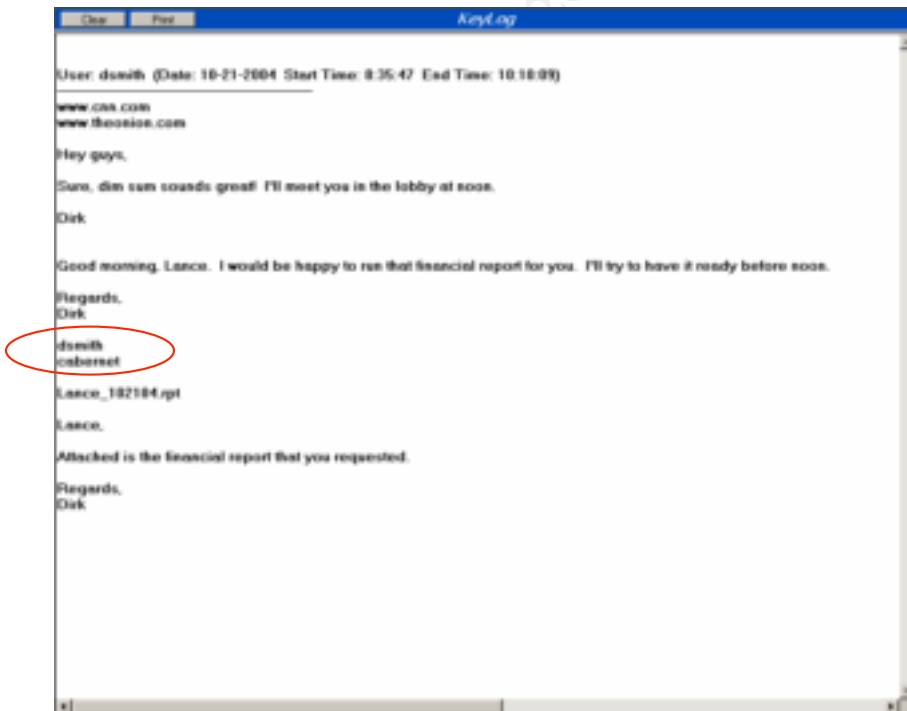 Clear Print KeyLog
User: dsmith (Date: 10-21-2004 Start Time: 8:35:47 End Time: 10:10:09)
www.cnn.com
www.theonion.com
Hey guys,
Sure, dim sum sounds great! I'll meet you in the lobby at noon.
Dirk
Good morning, Lance. I would be happy to run that financial report for you. I'll try to have it ready before noon.
Regards,
Dirk
dsmith
cabernet
Lance_102104.rpt
Lance,
Attached is the financial report that you requested.
Regards,
Dirk